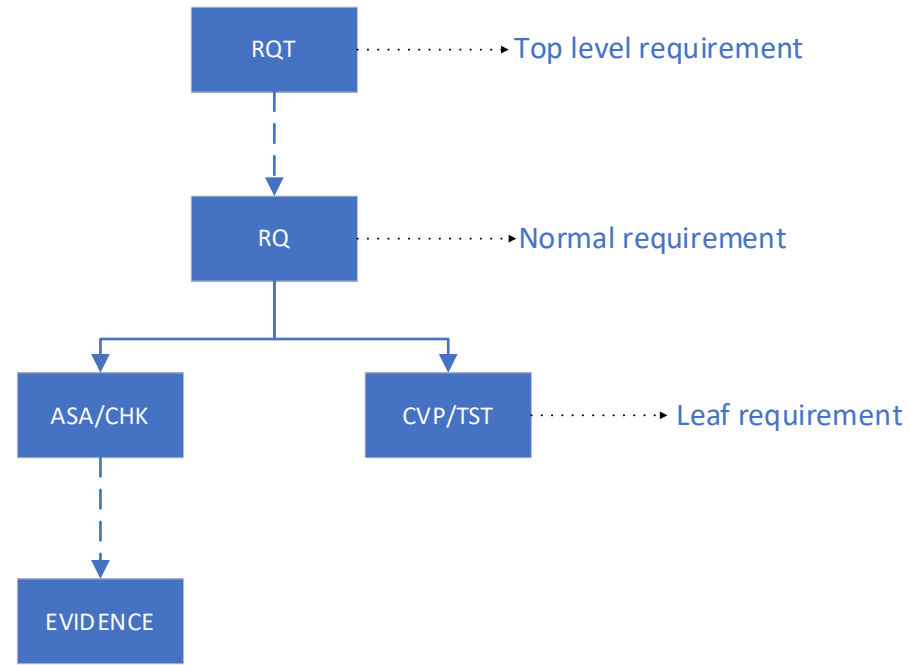 RQT
Top level requirement
RQ
Normal requirement
ASA/CHK
CVP/TST
Leaf requirement
EVIDENCE